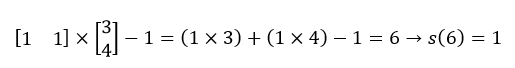 [1 1] × [3 4] − 1 = (1 × 3) + (1 × 4) − 1 = 6 → s(6) = 1